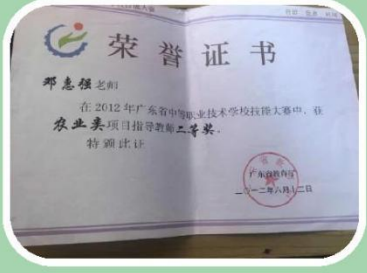 荣誉证书
邓惠强老师
在2012年广东省中等职业技术学校技能大赛中，获
农业类项目指导教师二等奖。
特颁此证
广东省教育厅
二〇一二年六月十二日